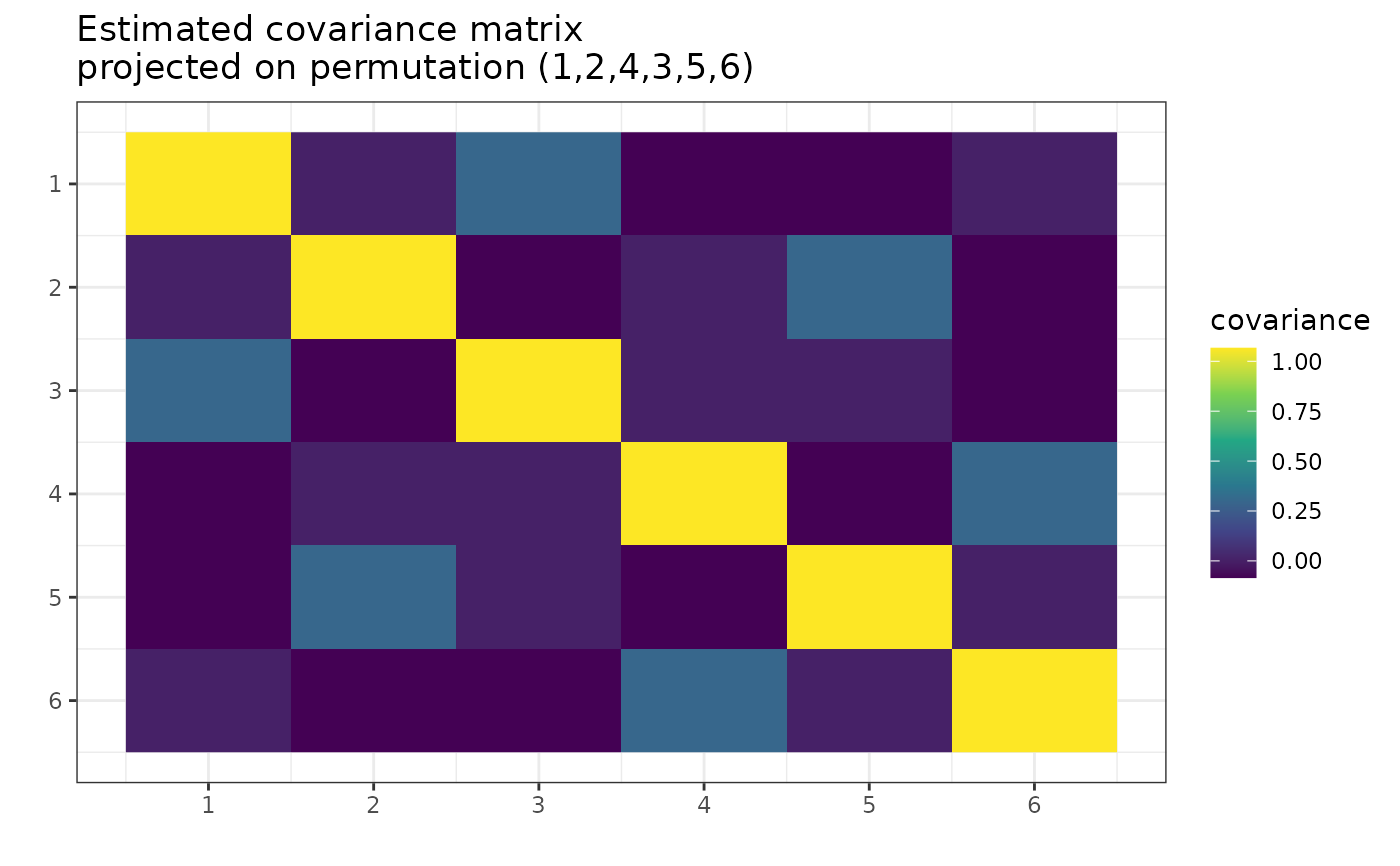 Estimated covariance matrix
projected on permutation (1,2,4,3,5,6)
1
2
3
4
5
6
1 2 3 4 5 6
covariance
1.00
0.75
0.50
0.25
0.00